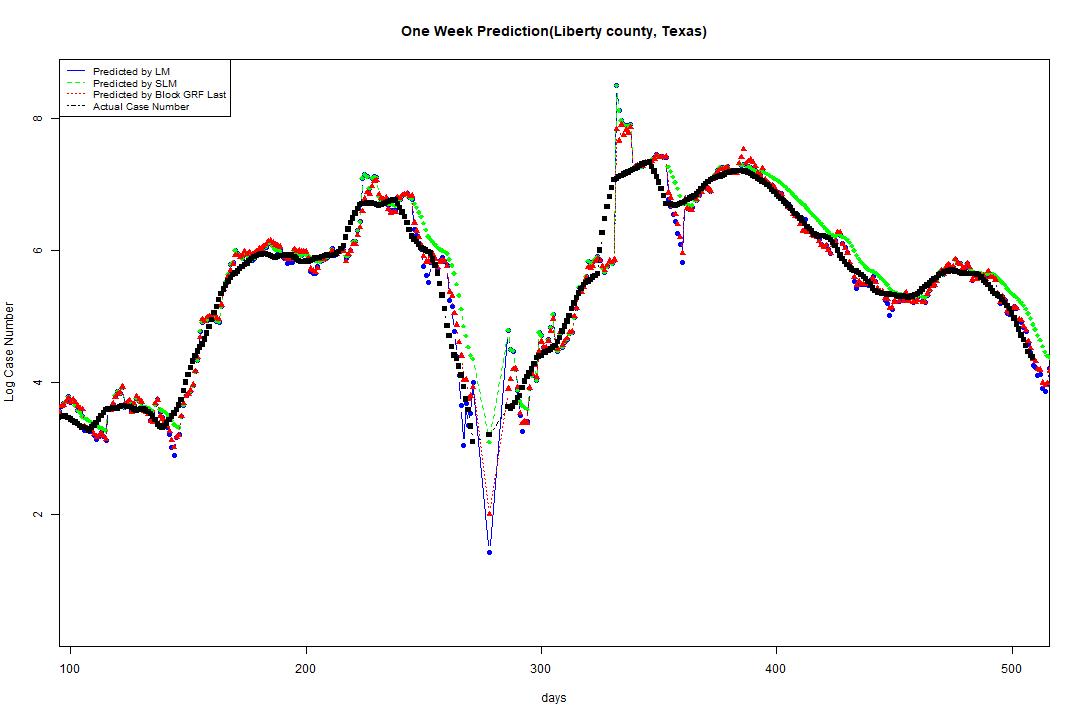 One Week Prediction(Liberty county, Texas)
Predicted by LM
Predicted by SLM
Predicted by Block GRF Last
Actual Case Number
8
6
4
2
Log Case Number
100 200 300 400 500
days